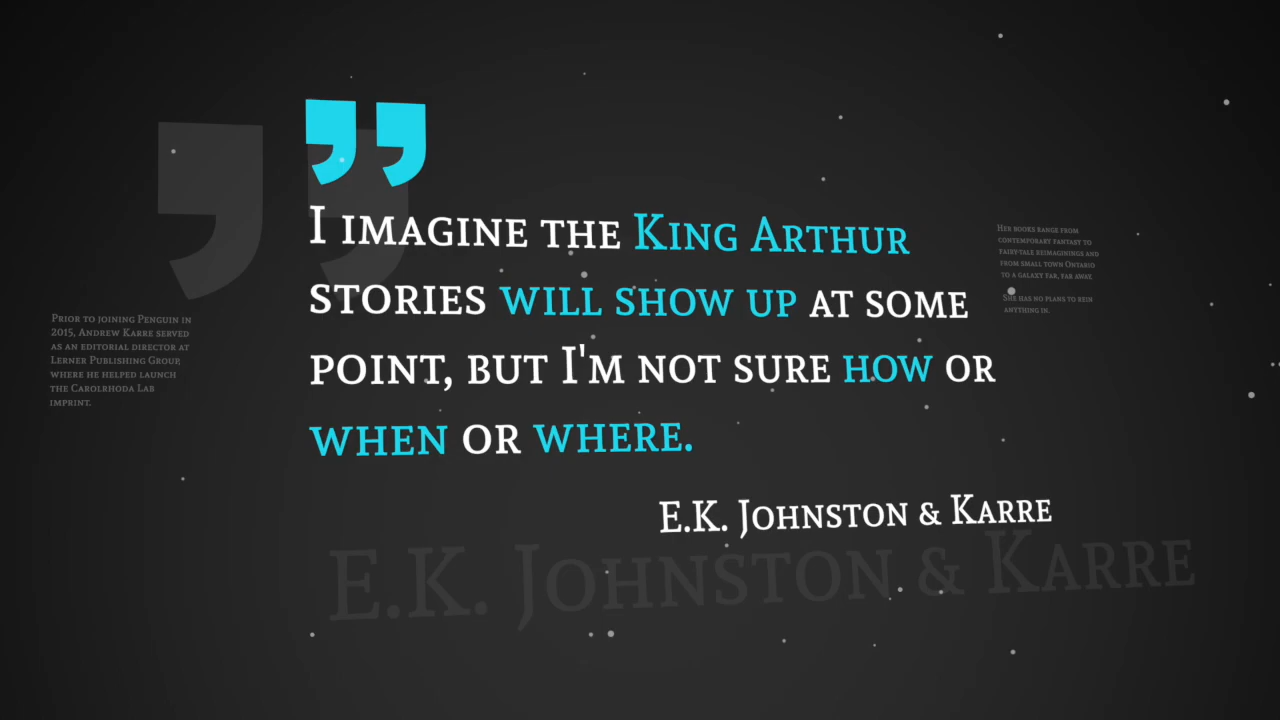 I imagine the King Arthur
stories will show up at some
point, but I'm not sure how or
when or where.
E.K. Johnston & Karre
E.K. Johnston & Karre
Prior to joining Penguin in
2015, Andrew Karre served
as an editorial director at
Lerner Publishing Group,
where he helped launch
the Carolrhoda Lab
imprint.
Her books range from
contemporary fantasy to
fairy-tale reimaginings and
from small town Ontario
to a galaxy far, far away.
She has no plans to rein
anything in.